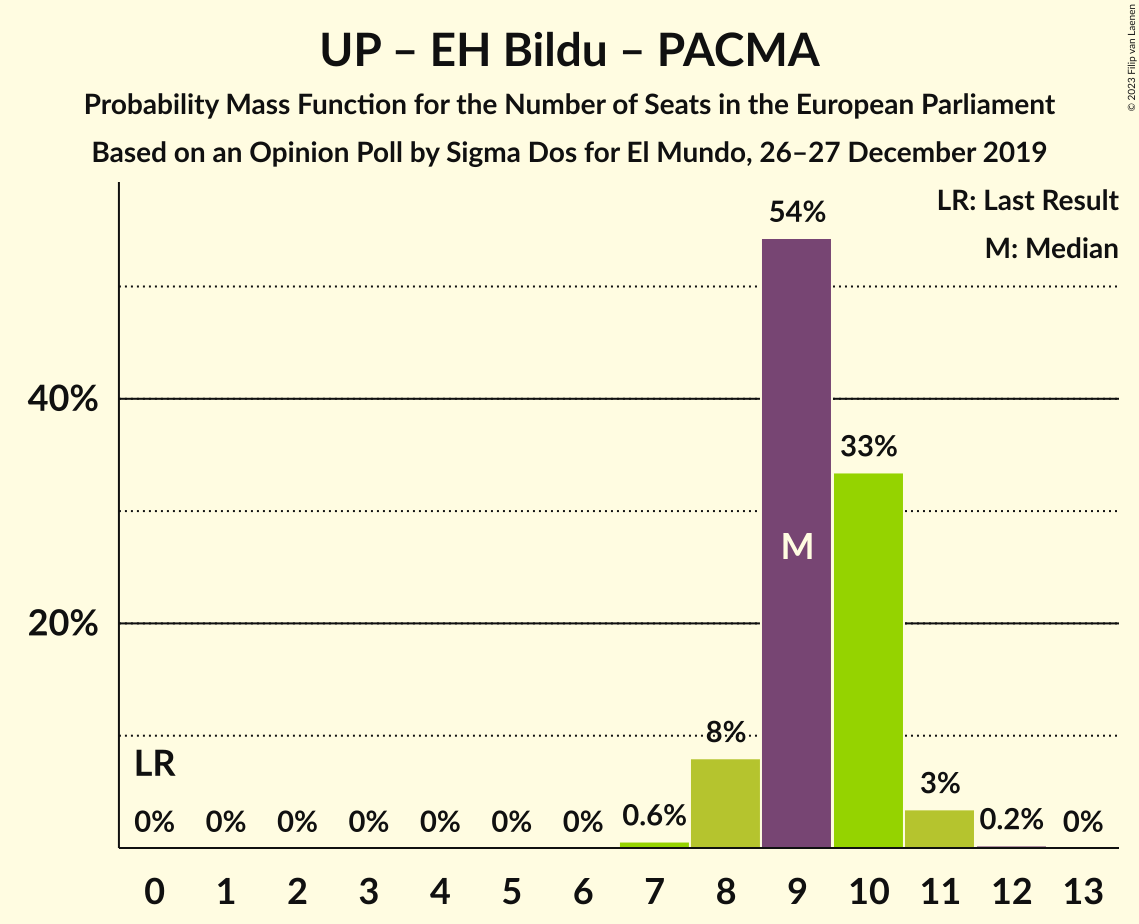 UP – EH Bildu – PACMA
Probability Mass Function for the Number of Seats in the European Parliament
Based on an Opinion Poll by Sigma Dos for El Mundo, 26–27 December 2019
© 2023 Filip van Laenen
LR: Last Result
M: Median
54%
40%
33%
M
20%
8%
LR
3%
0% 0% 0% 0% 0% 0% 0% 0.6% 0.2% 0%
0 1 2 3 4 5 6 7 8 9 10 11 12 13